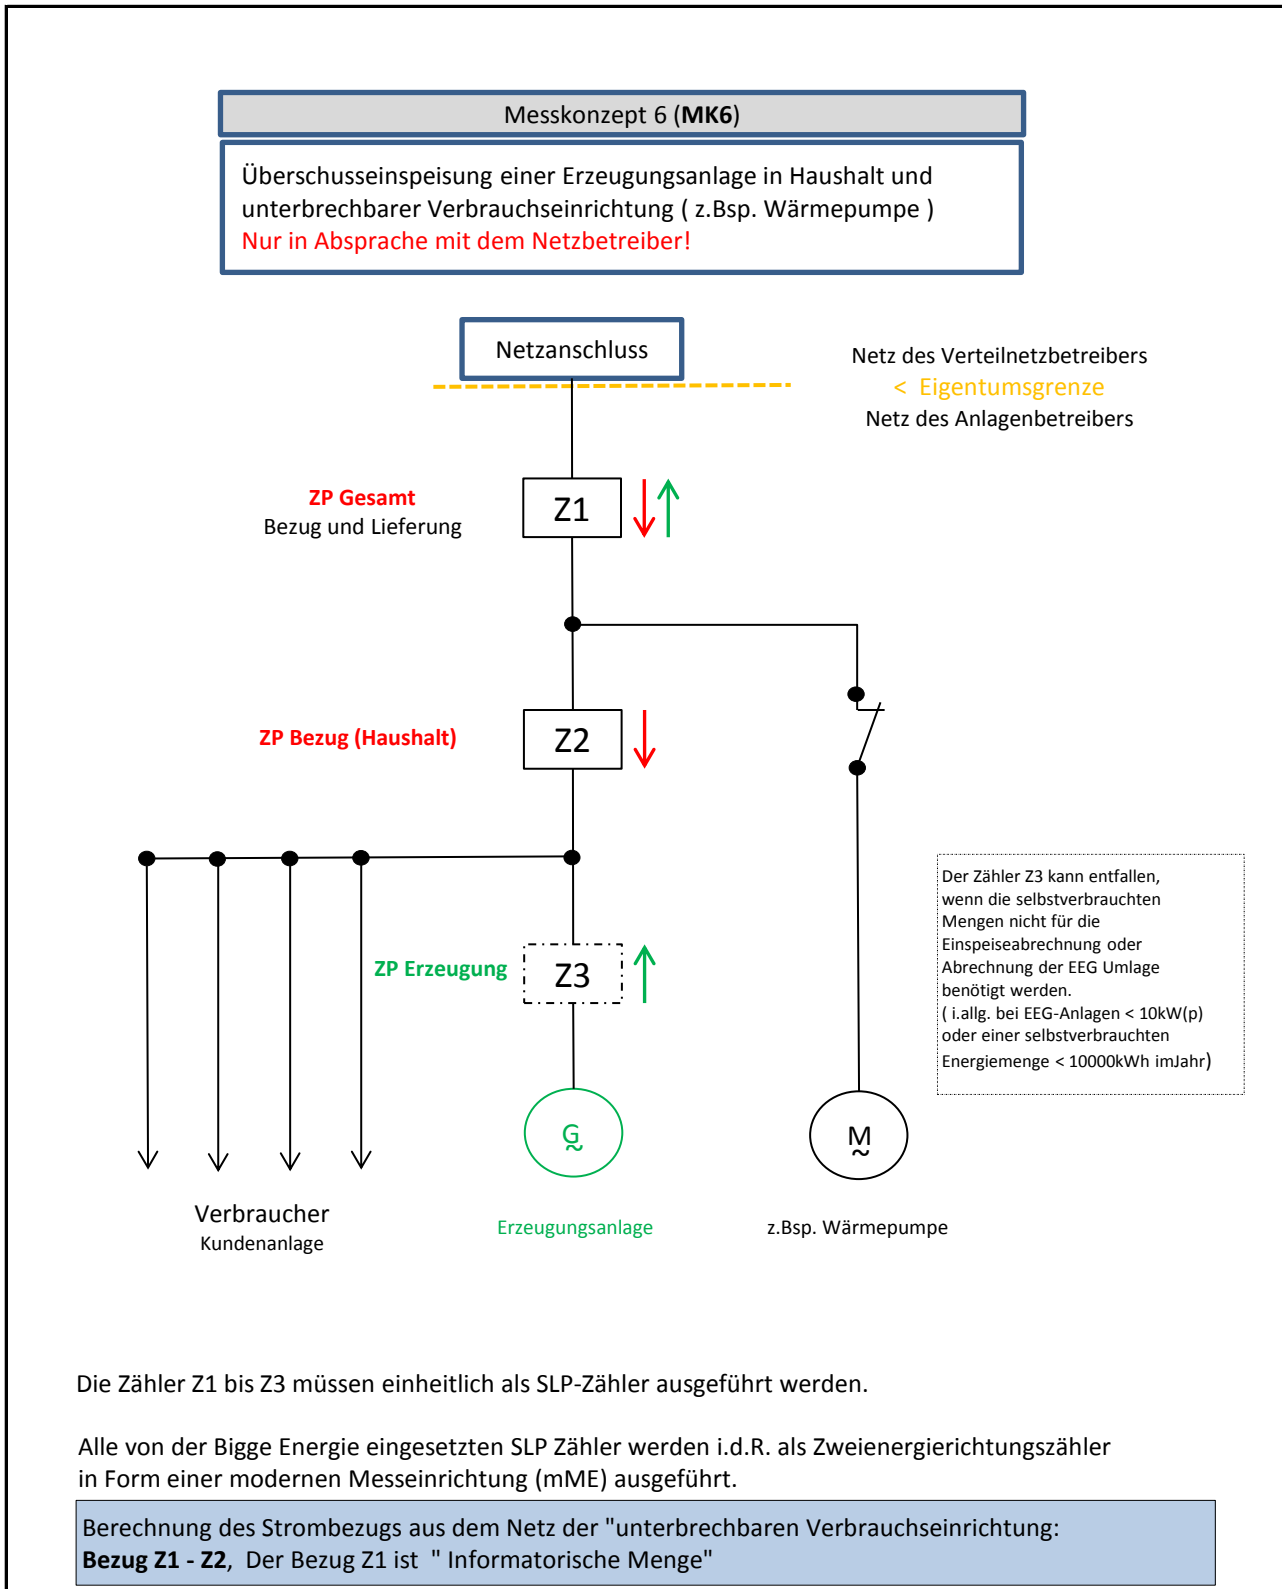 Messkonzept 6 (MK6)
Überschusseinspeisung einer Erzeugungsanlage in Haushalt und
unterbrechbarer Verbrauchseinrichtung ( z.Bsp. Wärmepumpe )
Nur in Absprache mit dem Netzbetreiber!
Netzanschluss
Netz des Verteilnetzbetreibers
< Eigentumsgrenze
Netz des Anlagenbetreibers
ZP Gesamt
Bezug und Lieferung
Z1
ZP Bezug (Haushalt)
Z2
Der Zähler Z3 kann entfallen,
wenn die selbstverbrauchten
Mengen nicht für die
Einspeiseabrechnung oder
Abrechnung der EEG Umlage
benötigt werden.
( i.allg. bei EEG-Anlagen < 10kW(p)
oder einer selbstverbrauchten
Energiemenge < 10000kWh imJahr)
ZP Erzeugung
Z3
G
~
M
~
Verbraucher
Kundenanlage
Erzeugungsanlage
z.Bsp. Wärmepumpe
Die Zähler Z1 bis Z3 müssen einheitlich als SLP-Zähler ausgeführt werden.
Alle von der Bigge Energie eingesetzten SLP Zähler werden i.d.R. als Zweienergierichtungszähler
in Form einer modernen Messeinrichtung (mME) ausgeführt.
Berechnung des Strombezugs aus dem Netz der "unterbrechbaren Verbrauchseinrichtung:
Bezug Z1 - Z2, Der Bezug Z1 ist " Informatorische Menge"